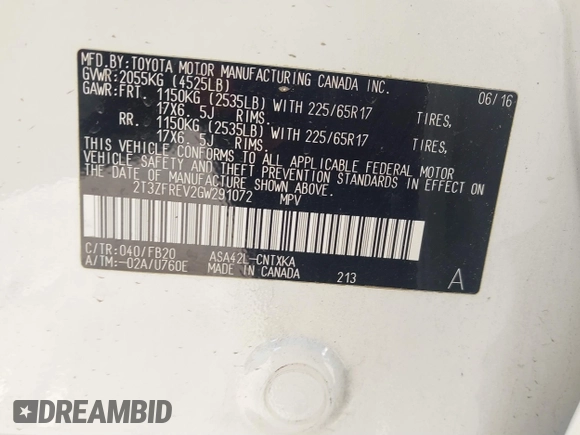 MFD.BY:TOYOTA MOTOR MANUFACTURING CANADA INC.
GVWR:2055KG (4525LB) 06/16
GAWR:FRT 1150KG (2535LB) WITH 225/65R17 TIRES,
17X6. 5J RIMS.
RR. 1150KG (2535LB) WITH 225/65R17 TIRES,
17X6. 5J RIMS.
THIS VEHICLE CONFORMS TO ALL APPLICABLE FEDERAL MOTOR
VEHICLE SAFETY AND THEFT PREVENTION STANDARDS IN EFFECT ON
THE DATE OF MANUFACTURE SHOWN ABOVE.
2T3ZFREV2GW291072 MPV
C/TR:040/FB20 ASA42L-CNTXKA
A/TM:-02A/U760E MADE IN CANADA 213 A
DREAMBID